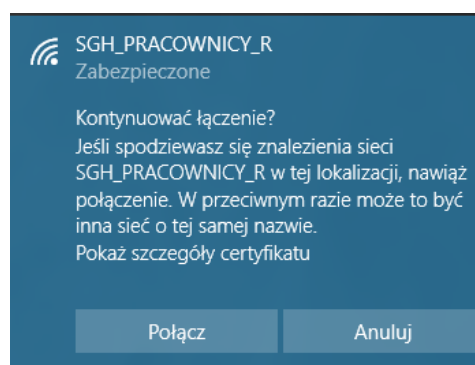 SGH_PRACOWNICY_R
Zabezpieczone
Kontynuować łączenie?
Jeśli spodziewasz się znalezienia sieci
SGH_PRACOWNICY_R w tej lokalizacji, nawiąż
połączenie. W przeciwnym razie może to być
inna sieć o tej samej nazwie.
Pokaż szczegóły certyfikatu
Połącz
Anuluj